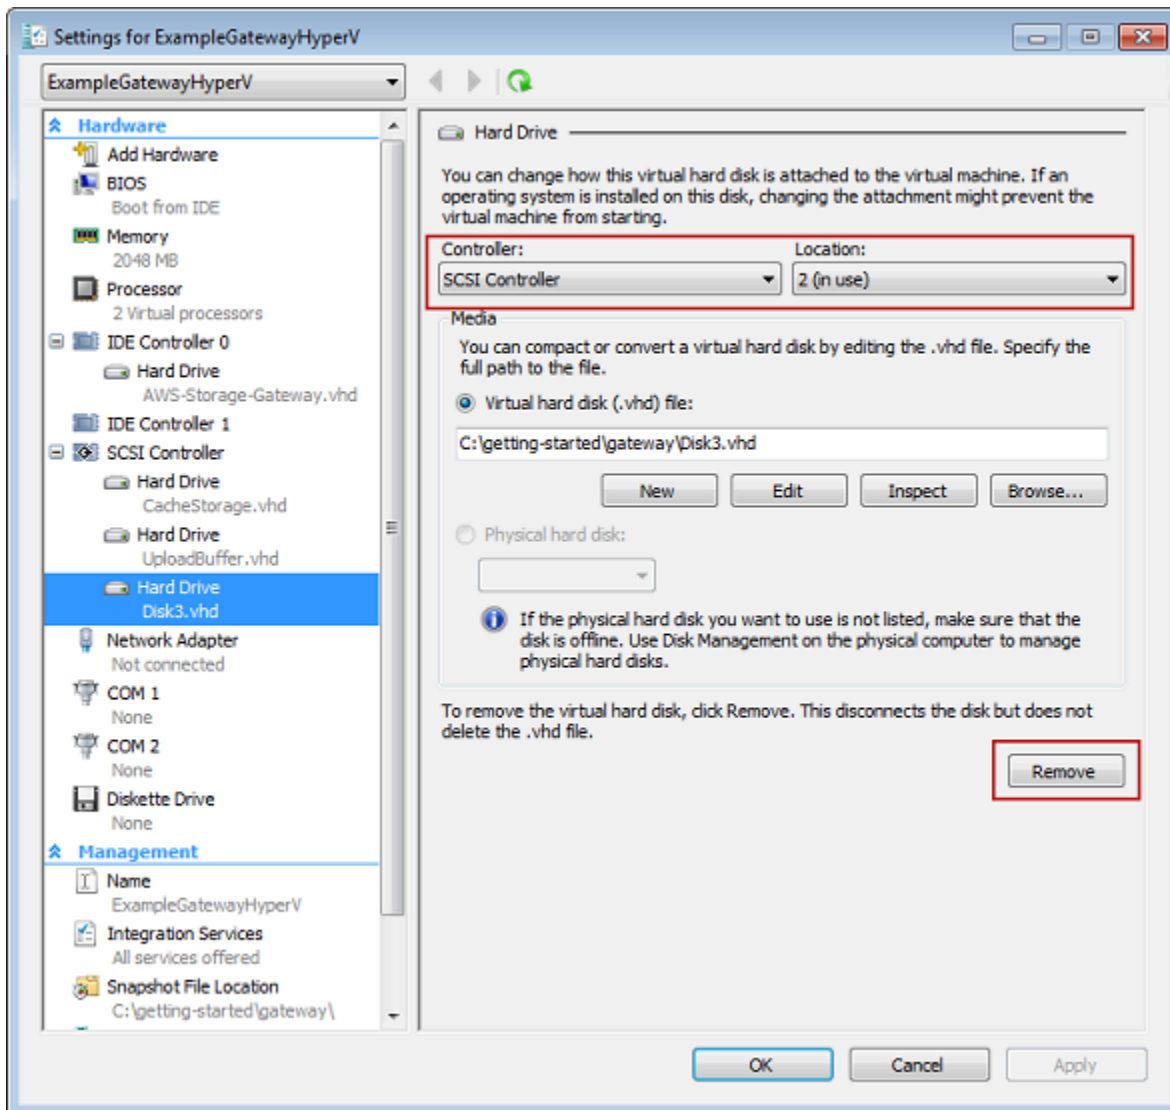 Settings for ExampleGatewayHyperV
ExampleGatewayHyperV
Hardware
Add Hardware
BIOS
Boot from IDE
Memory
2048 MB
Processor
2 Virtual processors
IDE Controller 0
Hard Drive
AWS-Storage-Gateway.vhd
IDE Controller 1
SCSI Controller
Hard Drive
CacheStorage.vhd
Hard Drive
UploadBuffer.vhd
Hard Drive
Disk3.vhd
Network Adapter
Not connected
COM 1
None
COM 2
None
Diskette Drive
None
Management
Name
ExampleGatewayHyperV
Integration Services
All services offered
Snapshot File Location
C:\getting-started\gateway\
Hard Drive
You can change how this virtual hard disk is attached to the virtual machine. If an
operating system is installed on this disk, changing the attachment might prevent the
virtual machine from starting.
Controller: Location:
SCSI Controller 2 (in use)
Media
You can compact or convert a virtual hard disk by editing the .vhd file. Specify the
full path to the file.
Virtual hard disk (.vhd) file:
C:\getting-started\gateway\Disk3.vhd
New Edit Inspect Browse...
Physical hard disk:
If the physical hard disk you want to use is not listed, make sure that the
disk is offline. Use Disk Management on the physical computer to manage
physical hard disks.
To remove the virtual hard disk, click Remove. This disconnects the disk but does not
delete the .vhd file.
Remove
OK Cancel Apply